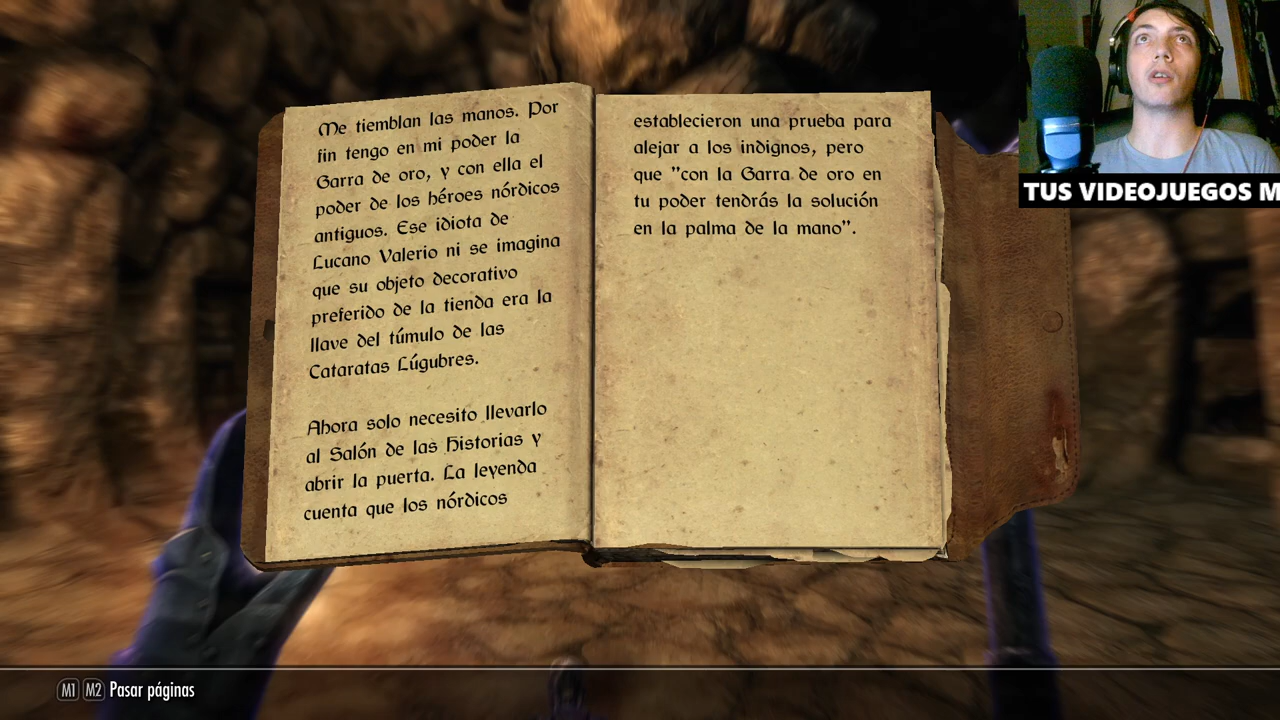 Me tiemblan las manos. Por
fin tengo en mi poder la
Garra de oro, y con ella el
poder de los héroes nórdicos
antiguos. Ese idiota de
Lucano Valerio ni se imagina
que su objeto decorativo
preferido de la tienda era la
llave del túmulo de las
Cataratas Lúgubres.
Ahora solo necesito llevarlo
al Salón de las Historias y
abrir la puerta. La leyenda
cuenta que los nórdicos
establecieron una prueba para
alejar a los indignos, pero
que "con la Garra de oro en
tu poder tendrás la solución
en la palma de la mano".
TUS VIDEOJUEGOS M
M1 M2 Pasar páginas